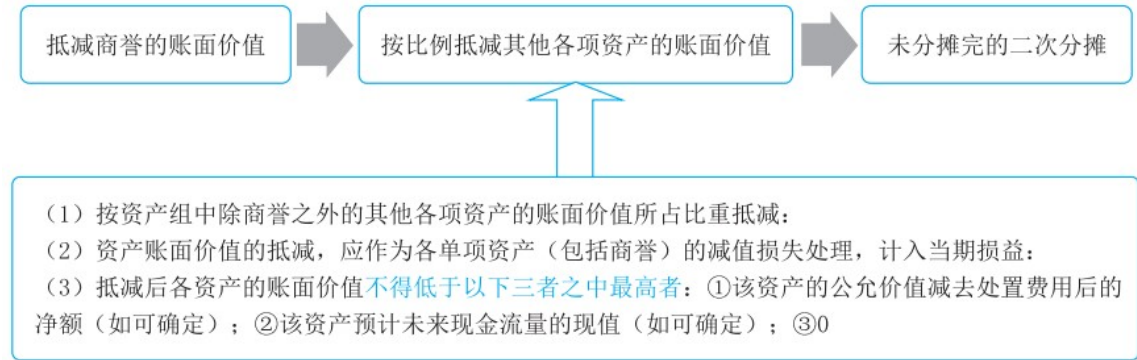 抵减商誉的账面价值
按比例抵减其他各项资产的账面价值
未分摊完的二次分摊
（1）按资产组中除商誉之外的其他各项资产的账面价值所占比重抵减：
（2）资产账面价值的抵减，应作为各单项资产（包括商誉）的减值损失处理，计入当期损益：
（3）抵减后各资产的账面价值不得低于以下三者之中最高者：①该资产的公允价值减去处置费用后的
净额（如可确定）；②该资产预计未来现金流量的现值（如可确定）；③0